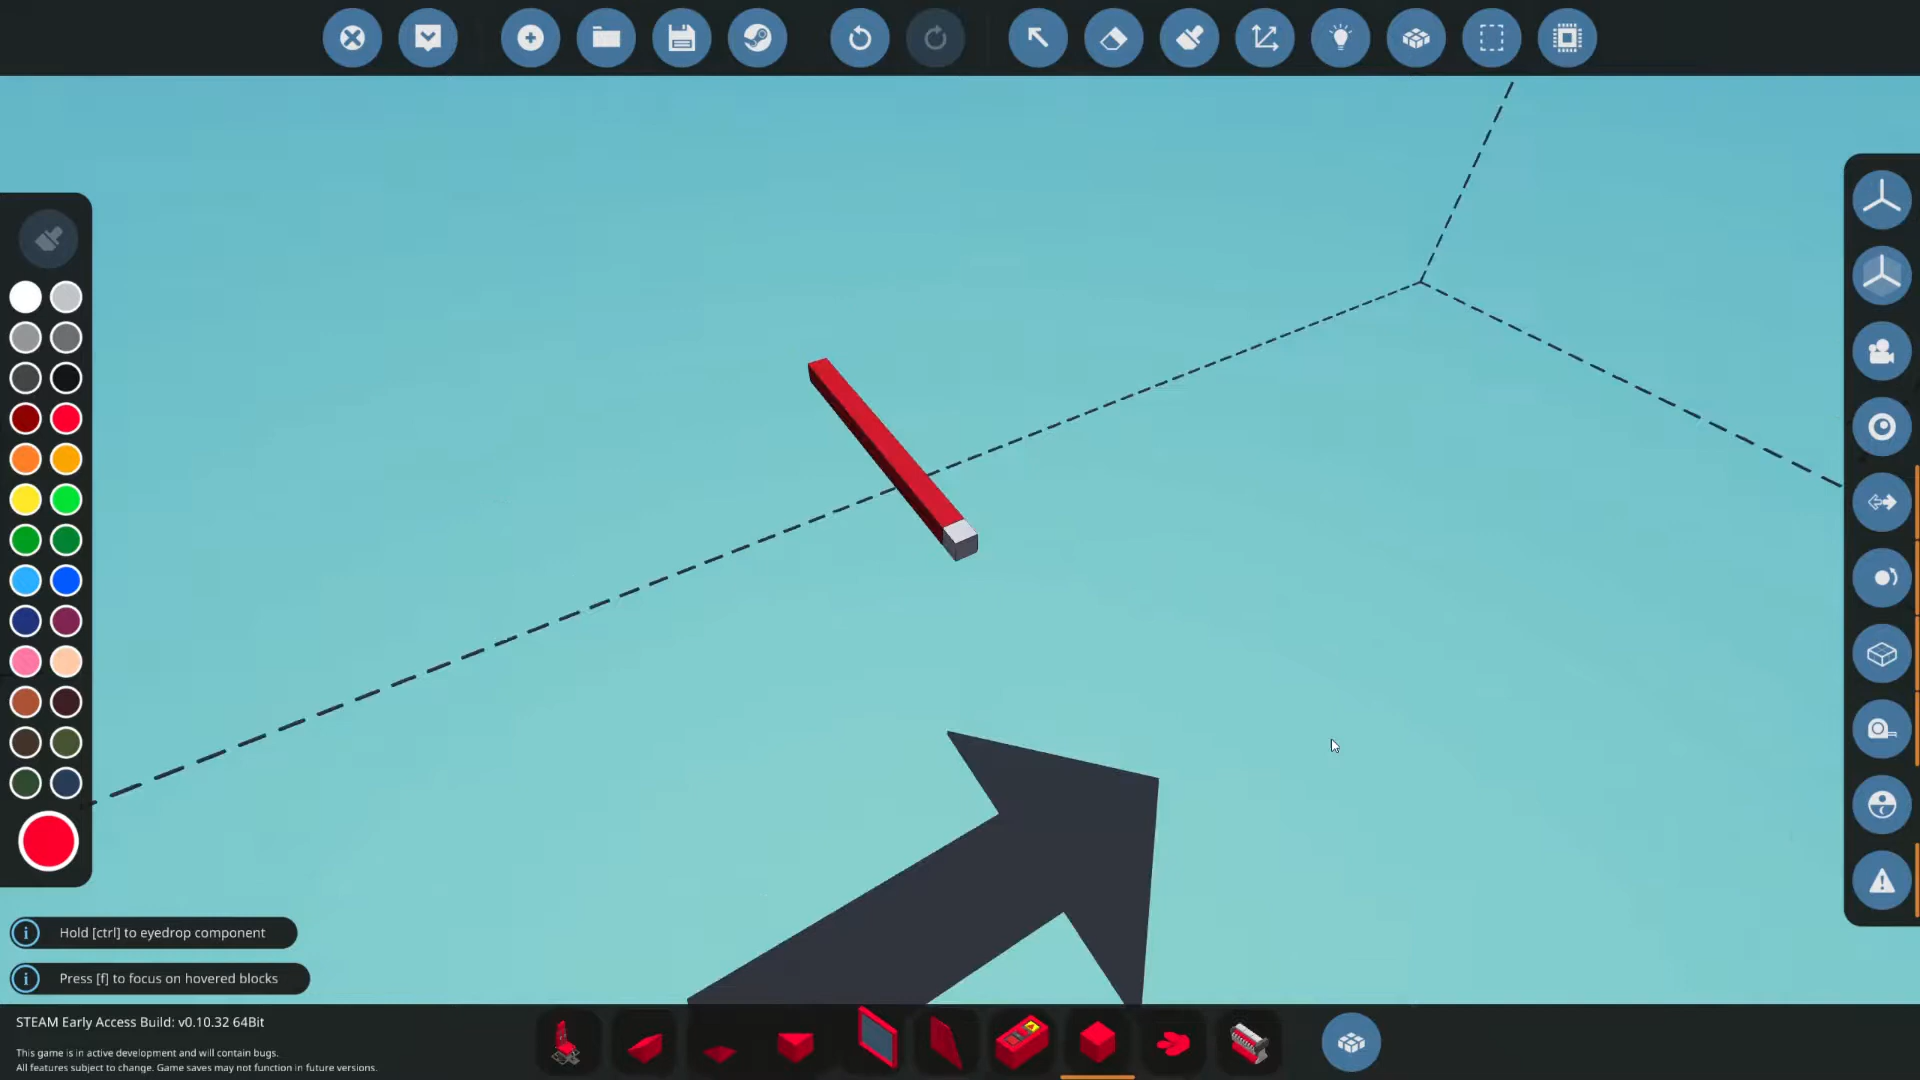 Hold [ctrl] to eyedrop component
Press [f] to focus on hovered blocks
STEAM Early Access Build: v0.10.32 64Bit
This game is in active development and will contain bugs.
All features subject to change. Game saves may not function in future versions.